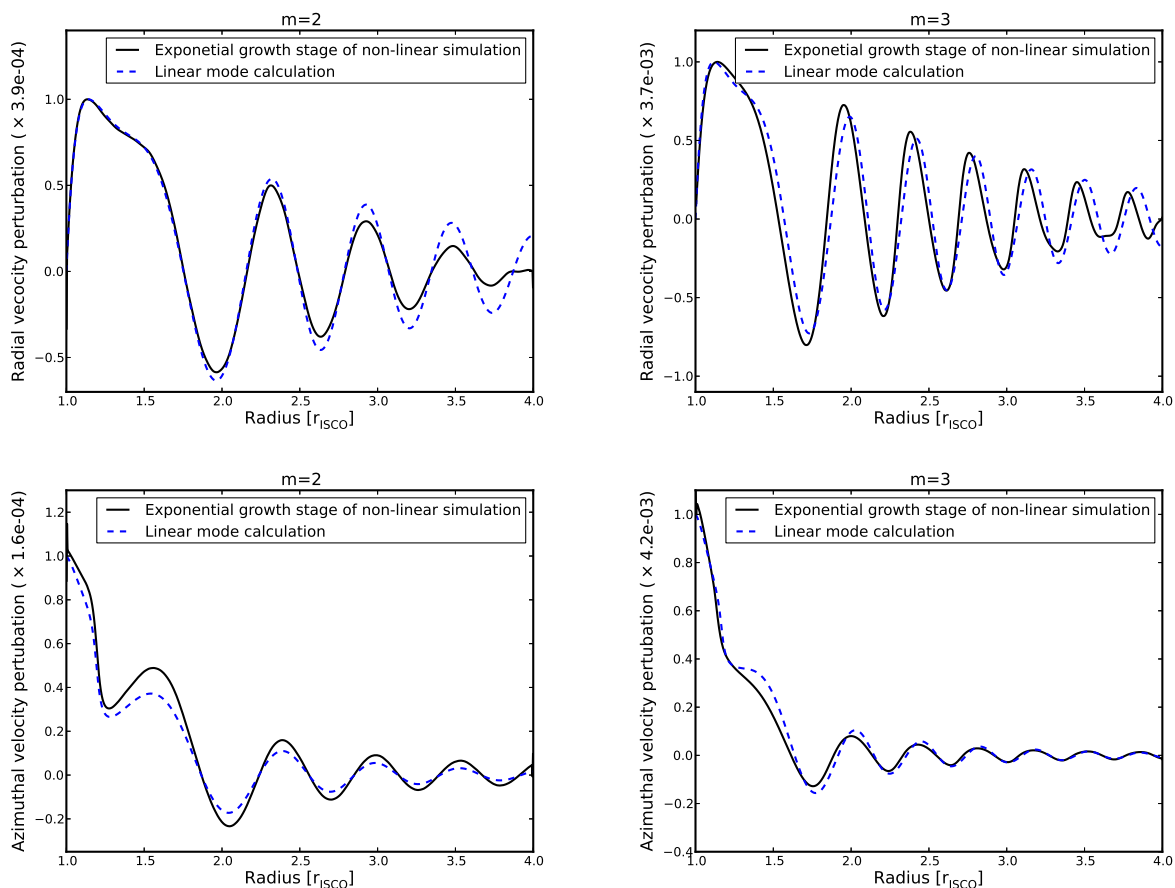 m=2
Exponetial growth stage of non-linear simulation
Linear mode calculation
Radial vecocity perturbation ( × 3.9e-04)
1.0
0.5
0.0
−0.5
1.0 1.5 2.0 2.5 3.0 3.5 4.0
Radius [r_ISCO]
m=3
Exponetial growth stage of non-linear simulation
Linear mode calculation
Radial vecocity perturbation ( × 3.7e-03)
1.0
0.5
0.0
−0.5
−1.0
1.0 1.5 2.0 2.5 3.0 3.5 4.0
Radius [r_ISCO]
m=2
Exponential growth stage of non-linear simulation
Linear mode calculation
Azimuthal velocity pertubation ( × 1.6e-04)
1.2
1.0
0.8
0.6
0.4
0.2
0.0
−0.2
1.0 1.5 2.0 2.5 3.0 3.5 4.0
Radius [r_ISCO]
m=3
Exponential growth stage of non-linear simulation
Linear mode calculation
Azimuthal velocity pertubation ( × 4.2e-03)
1.0
0.8
0.6
0.4
0.2
0.0
−0.2
−0.4
1.0 1.5 2.0 2.5 3.0 3.5 4.0
Radius [r_ISCO]